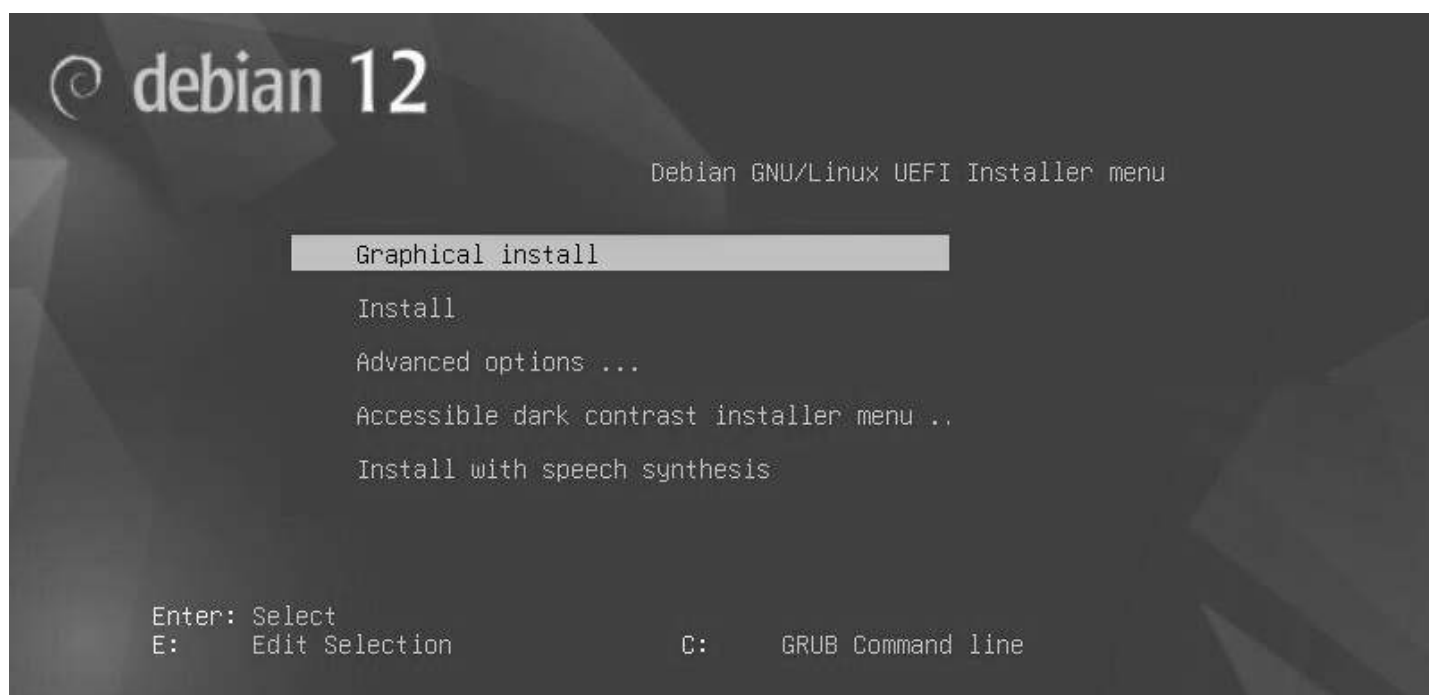 debian 12
Debian GNU/Linux UEFI Installer menu
Graphical install
Install
Advanced options ...
Accessible dark contrast installer menu ..
Install with speech synthesis
Enter: Select
E: Edit Selection C: GRUB Command line